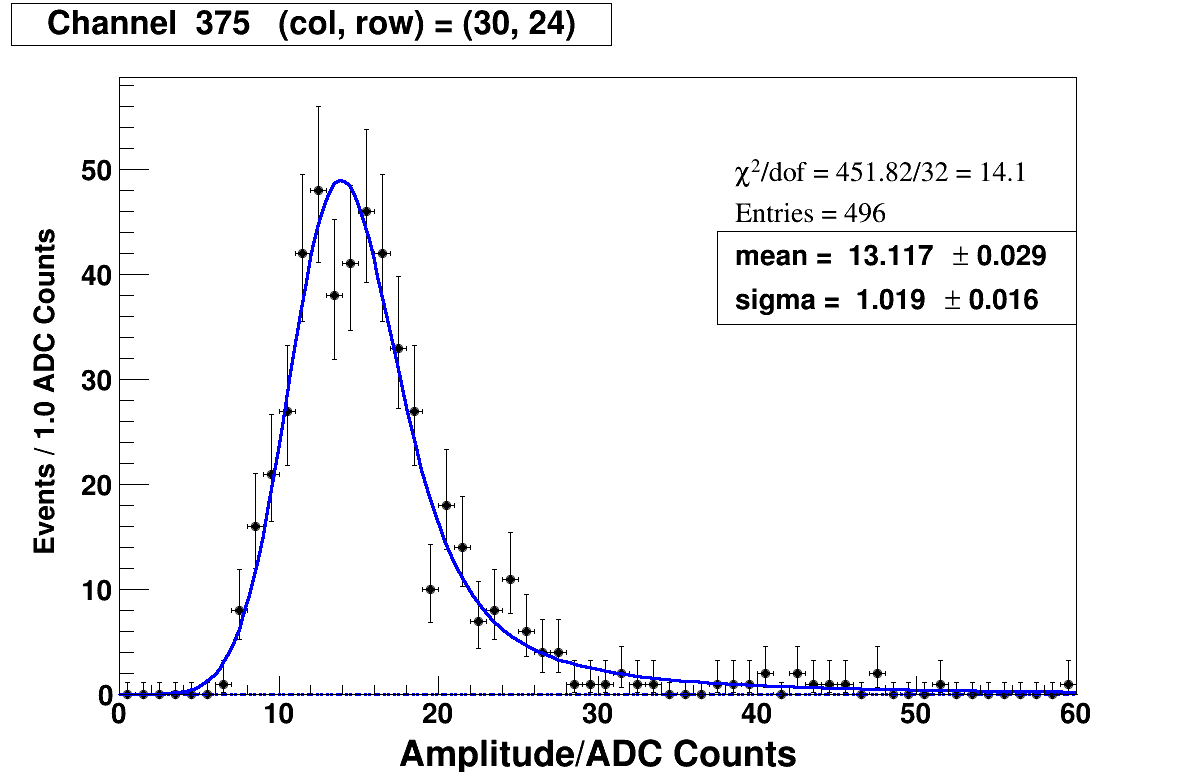 Channel 375 (col, row) = (30, 24)
χ²/dof = 451.82/32 = 14.1
Entries = 496
mean = 13.117 ± 0.029
sigma = 1.019 ± 0.016
Events / 1.0 ADC Counts
50
40
30
20
10
0
0 10 20 30 40 50 60
Amplitude/ADC Counts